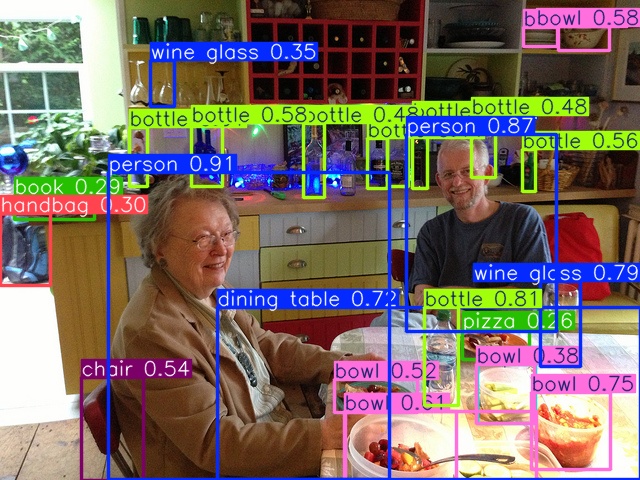 bbowl 0.58
wine glass 0.35
bottle
bottle 0.58
bottle 0.48
bottle
bottle 0.48
bott
person 0.87
bottle 0.56
person 0.91
book 0.29
handbag 0.30
wine glass 0.79
dining table 0.72
bottle 0.81
pizza 0.26
bowl 0.38
chair 0.54
bowl 0.52
bowl 0.75
bowl 0.61